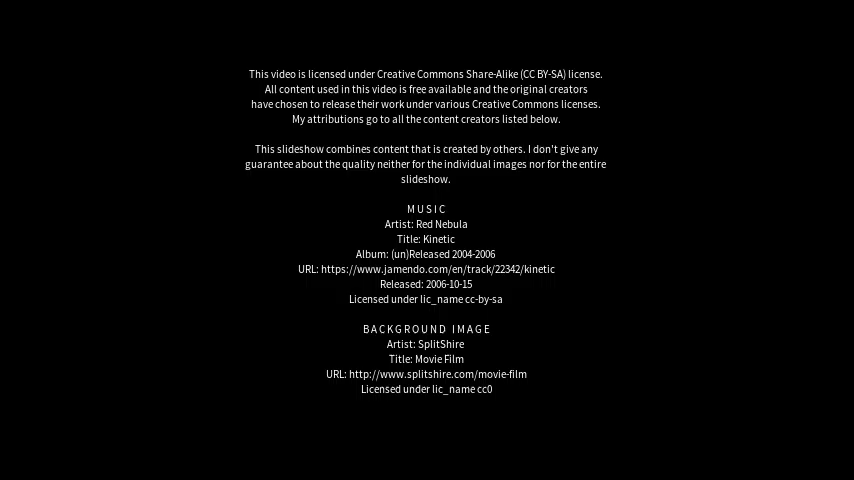 This video is licensed under Creative Commons Share-Alike (CC BY-SA) license.
All content used in this video is free available and the original creators
have chosen to release their work under various Creative Commons licenses.
My attributions go to all the content creators listed below.
This slideshow combines content that is created by others. I don't give any
guarantee about the quality neither for the individual images nor for the entire
slideshow.
MUSIC
Artist: Red Nebula
Title: Kinetic
Album: (un)Released 2004-2006
URL: https://www.jamendo.com/en/track/22342/kinetic
Released: 2006-10-15
Licensed under lic_name cc-by-sa
BACKGROUND IMAGE
Artist: SplitShire
Title: Movie Film
URL: http://www.splitshire.com/movie-film
Licensed under lic_name cc0